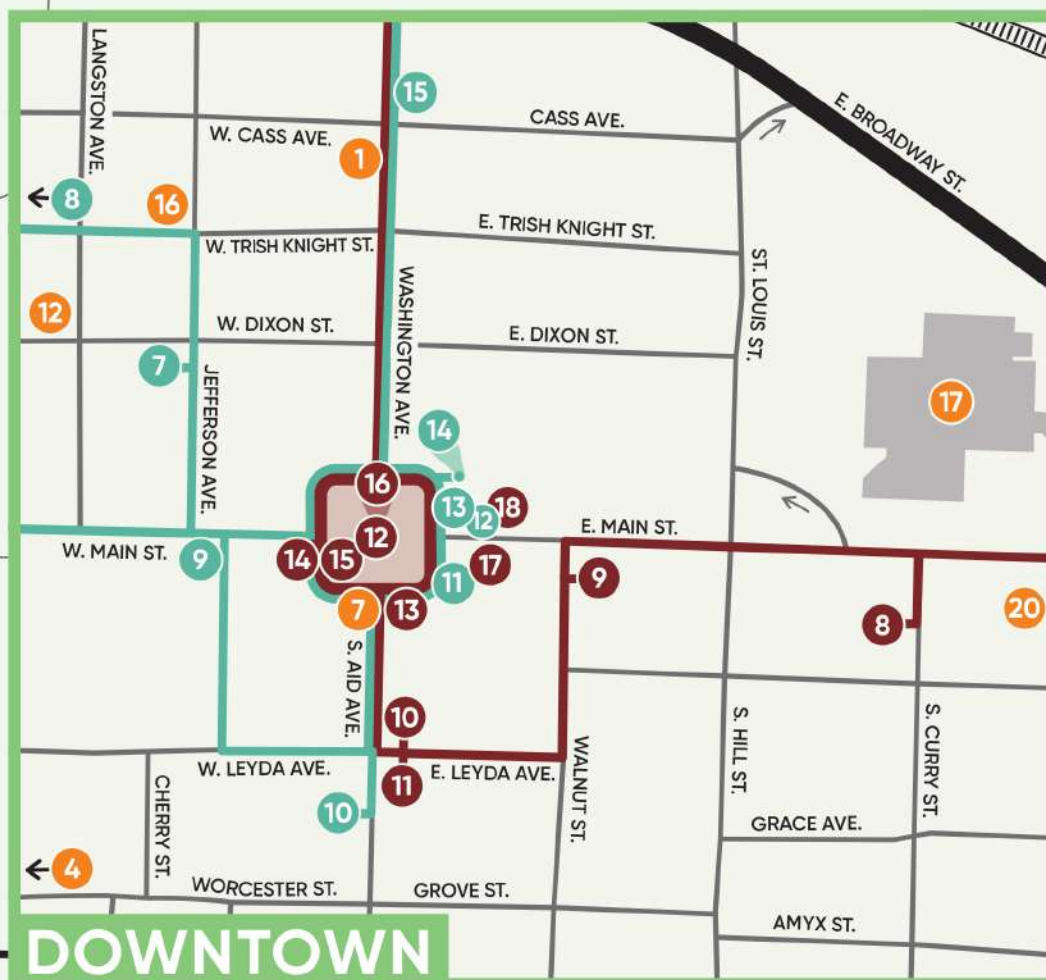 LANGSTON AVE.
15
CASS AVE.
E. BROADWAY ST.
W. CASS AVE.
1
8
16
E. TRISH KNIGHT ST.
W. TRISH KNIGHT ST.
ST. LOUIS ST.
WASHINGTON AVE.
12
W. DIXON ST.
E. DIXON ST.
7
JEFFERSON AVE.
17
14
16
13
18
12
E. MAIN ST.
12
W. MAIN ST.
9
14
15
17
11
9
7
13
8
20
S. AID AVE.
10
S. HILL ST.
S. CURRY ST.
WALNUT ST.
W. LEYDA AVE.
E. LEYDA AVE.
11
CHERRY ST.
10
GRACE AVE.
4
WORCESTER ST.
GROVE ST.
AMYX ST.
DOWNTOWN